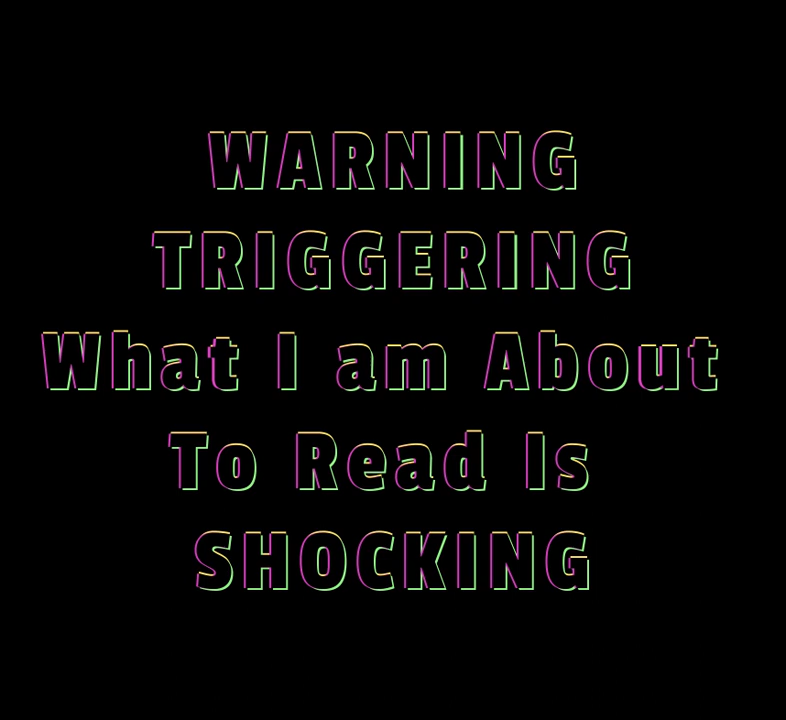 WARNING
TRIGGERING
What I am About
To Read Is
SHOCKING